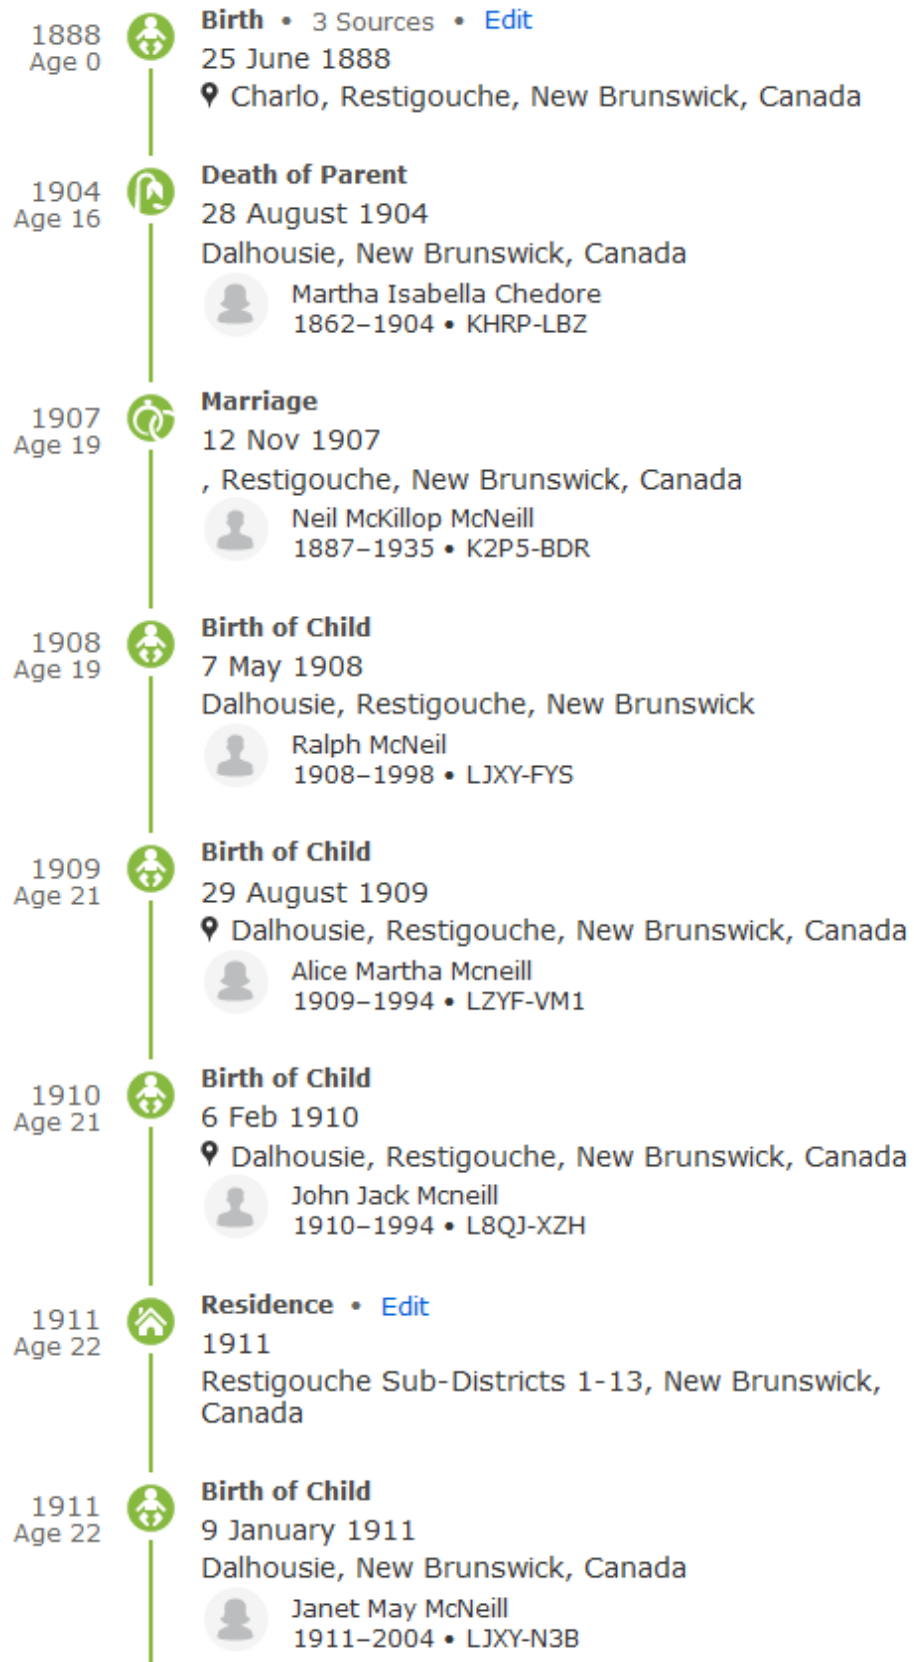 1888
Age 0
Birth • 3 Sources • Edit
25 June 1888
Charlo, Restigouche, New Brunswick, Canada
1904
Age 16
Death of Parent
28 August 1904
Dalhousie, New Brunswick, Canada
Martha Isabella Chedore
1862–1904 • KHRP-LBZ
1907
Age 19
Marriage
12 Nov 1907
, Restigouche, New Brunswick, Canada
Neil McKillop McNeill
1887–1935 • K2P5-BDR
1908
Age 19
Birth of Child
7 May 1908
Dalhousie, Restigouche, New Brunswick
Ralph McNeil
1908–1998 • LJXY-FYS
1909
Age 21
Birth of Child
29 August 1909
Dalhousie, Restigouche, New Brunswick, Canada
Alice Martha Mcneill
1909–1994 • LZYF-VM1
1910
Age 21
Birth of Child
6 Feb 1910
Dalhousie, Restigouche, New Brunswick, Canada
John Jack Mcneill
1910–1994 • L8QJ-XZH
1911
Age 22
Residence • Edit
1911
Restigouche Sub-Districts 1-13, New Brunswick,
Canada
1911
Age 22
Birth of Child
9 January 1911
Dalhousie, New Brunswick, Canada
Janet May McNeill
1911–2004 • LJXY-N3B